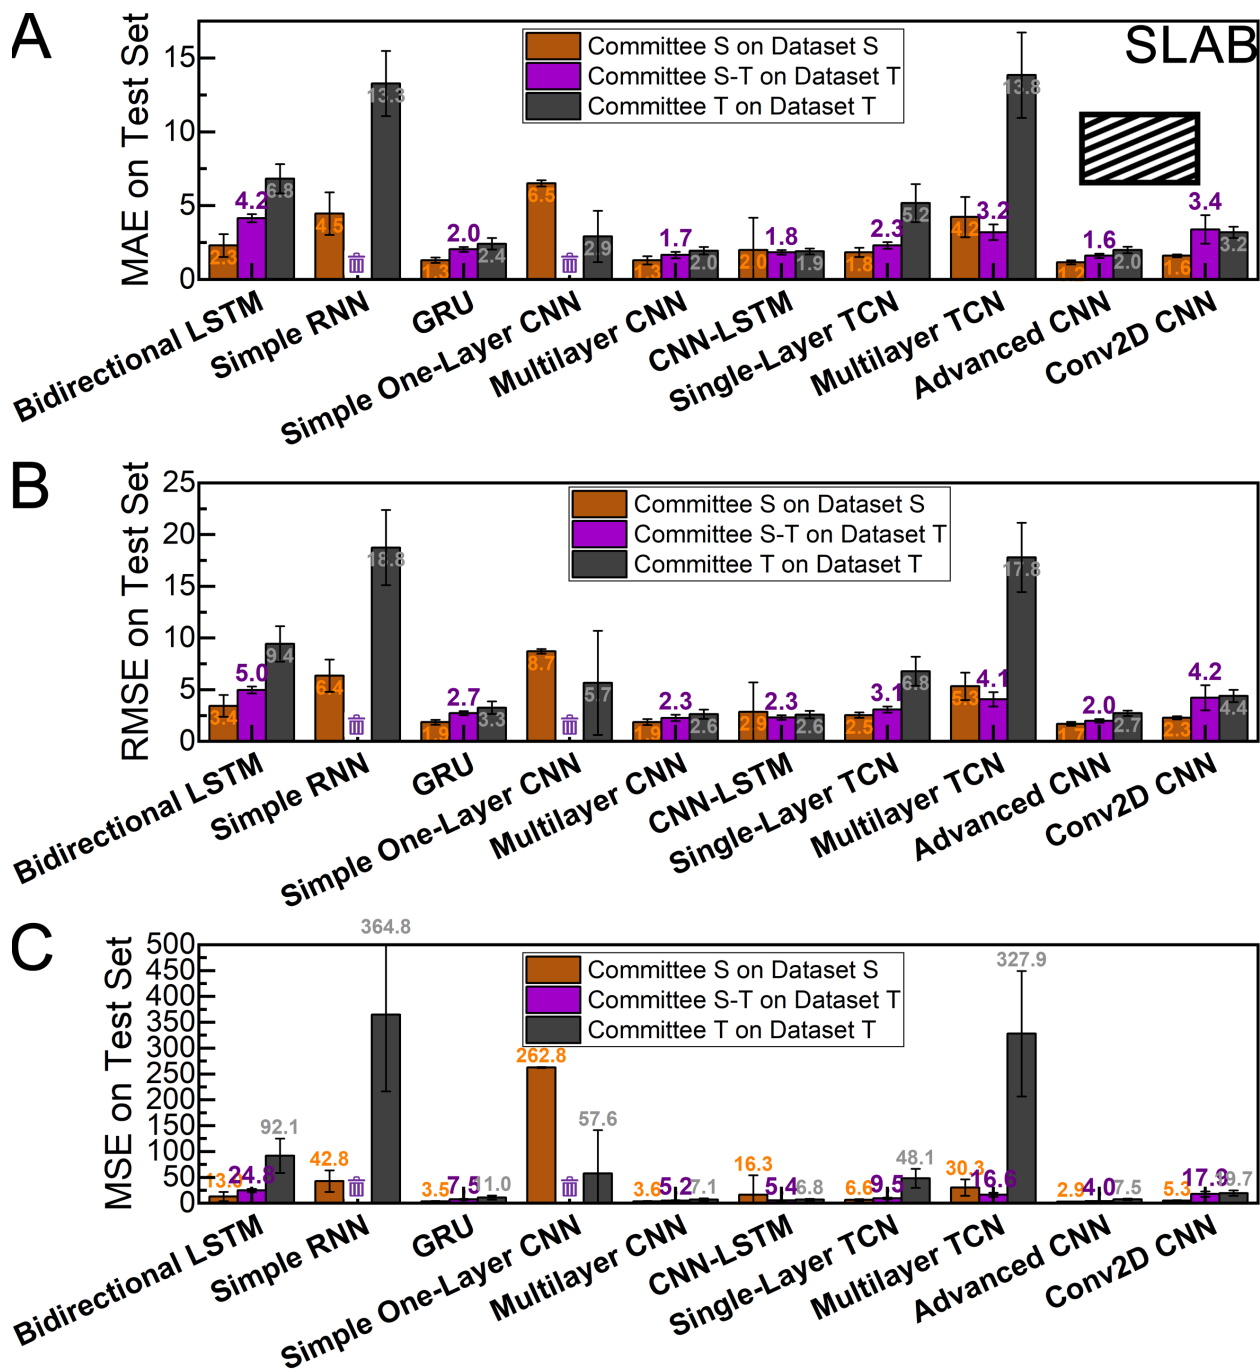 A
MAE on Test Set
15
10
5
0
Committee S on Dataset S
Committee S-T on Dataset T
Committee T on Dataset T
SLAB
2.3 4.2 6.8
4.5 13.3
1.3 2.0 2.4
6.5 2.9
1.3 1.7 2.0
2.0 1.8 1.9
1.8 2.3 5.2
4.2 3.2 13.8
1.2 1.6 2.0
1.6 3.4 3.2
Bidirectional LSTM
Simple RNN
GRU
Simple One-Layer CNN
Multilayer CNN
CNN-LSTM
Single-Layer TCN
Multilayer TCN
Advanced CNN
Conv2D CNN
B
RMSE on Test Set
25
20
15
10
5
0
Committee S on Dataset S
Committee S-T on Dataset T
Committee T on Dataset T
3.4 5.0 9.4
6.4 18.8
1.9 2.7 3.3
8.7 5.7
1.9 2.3 2.6
2.9 2.3 2.6
2.5 3.1 6.8
5.3 4.1 17.8
1.7 2.0 2.7
2.3 4.2 4.4
Bidirectional LSTM
Simple RNN
GRU
Simple One-Layer CNN
Multilayer CNN
CNN-LSTM
Single-Layer TCN
Multilayer TCN
Advanced CNN
Conv2D CNN
C
MSE on Test Set
500
450
400
350
300
250
200
150
100
50
0
Committee S on Dataset S
Committee S-T on Dataset T
Committee T on Dataset T
24.8 92.1
42.8 364.8
3.5 7.5 11.0
262.8 57.6
3.6 5.2 7.1
16.3 5.4 6.8
6.6 9.5 48.1
30.3 16.6 327.9
2.9 4.0 7.5
5.3 17.9 19.7
Bidirectional LSTM
Simple RNN
GRU
Simple One-Layer CNN
Multilayer CNN
CNN-LSTM
Single-Layer TCN
Multilayer TCN
Advanced CNN
Conv2D CNN